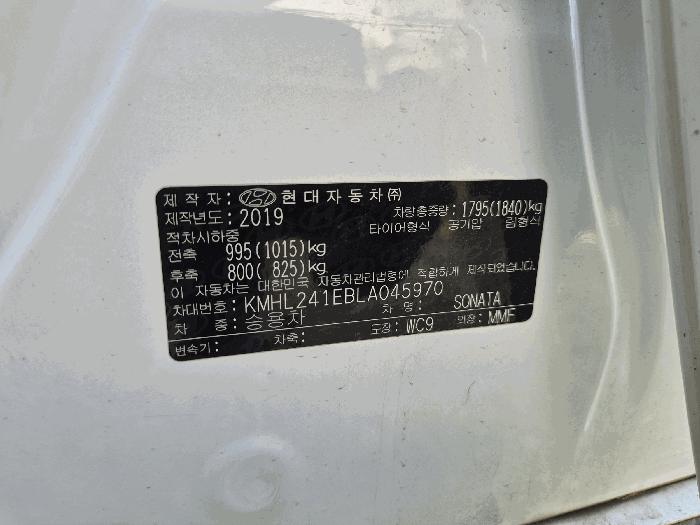 제 작 자 : HYUNDAI 현대자동차㈜
제작년도 : 2019 차량총중량 : 1795(1840)kg
적차시하중 타이어형식 공기압 림형식
전축 995(1015)kg
후축 800( 825)kg
이 자동차는 대한민국 자동차관리법령에 적합하게 제작되었습니다.
차대번호 : KMHL241EBLA045970
차 종 : 승용차 차 명 : SONATA
변속기 : 차축 : 도장 : WC9 내장 : MMF